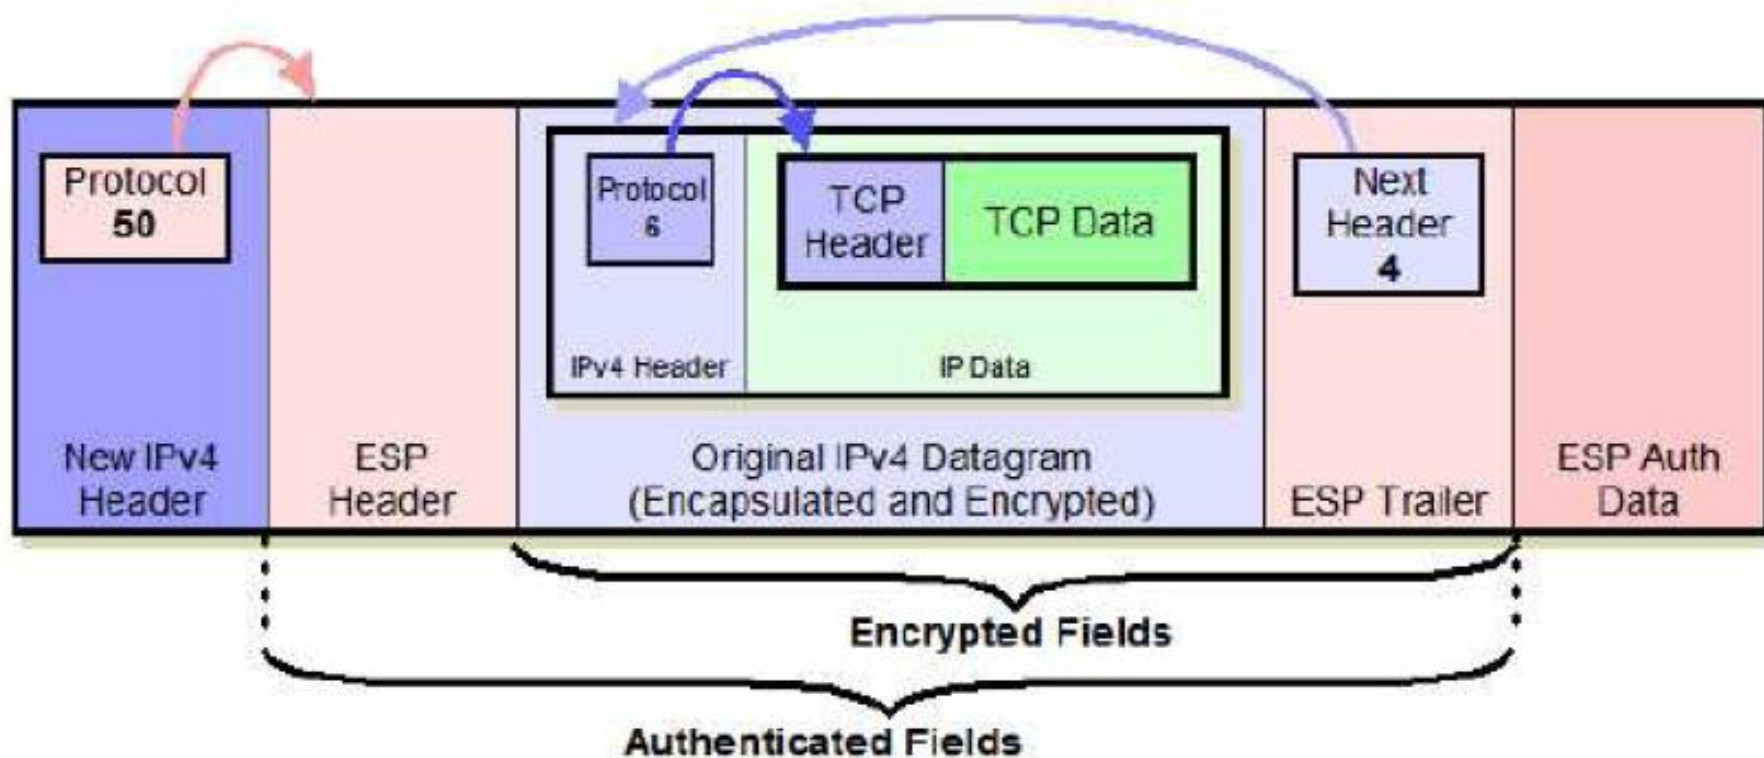 Protocol
50
New IPv4
Header
ESP
Header
Protocol
6
IPv4 Header
TCP
Header
TCP Data
IP Data
Original IPv4 Datagram
(Encapsulated and Encrypted)
Next
Header
4
ESP Trailer
ESP Auth
Data
Encrypted Fields
Authenticated Fields